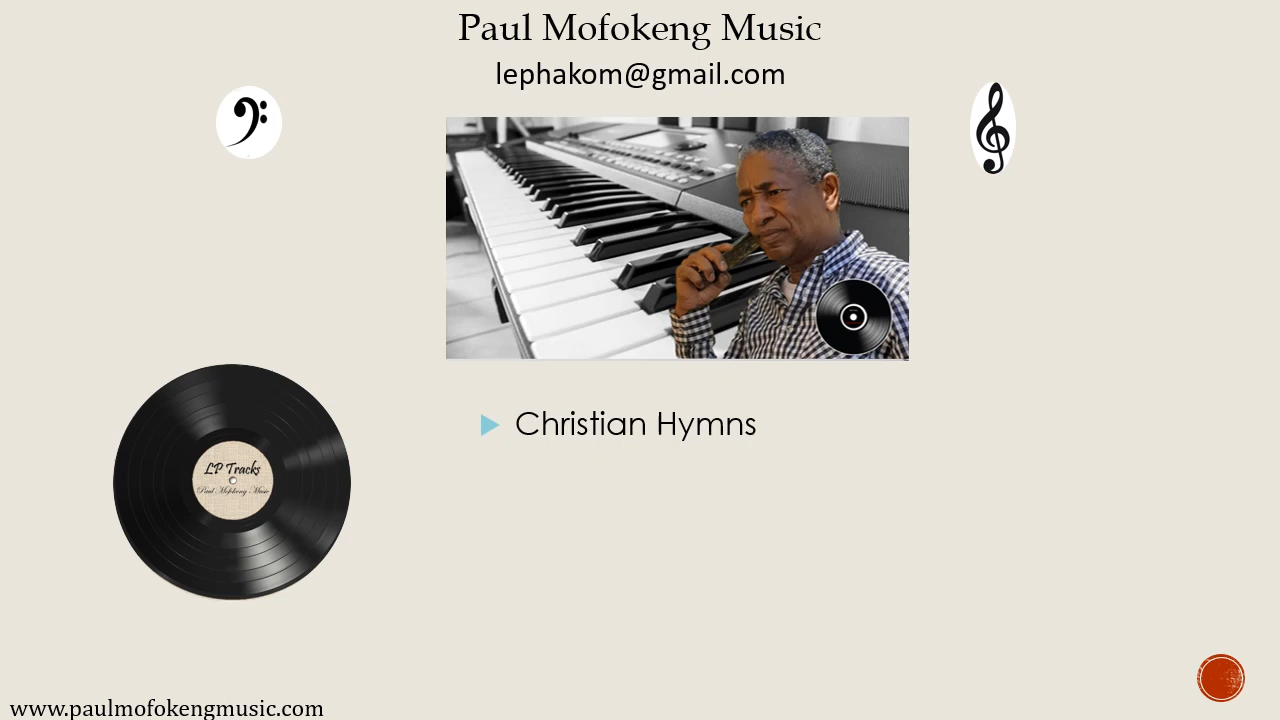 Paul Mofokeng Music
lephakom@gmail.com
Christian Hymns
LP Tracks
Paul Mofokeng Music
www.paulmofokengmusic.com